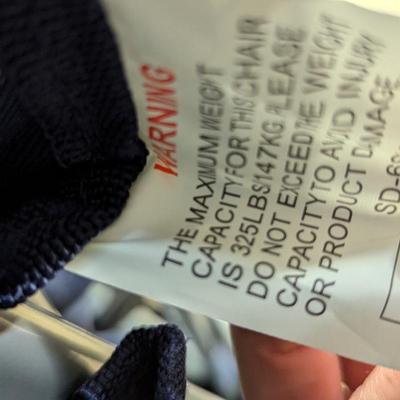 WARNING
THE MAXIMUM WEIGHT
CAPACITY FOR THIS CHAIR
IS 325LBS/147KG. PLEASE
DO NOT EXCEED THE WEIGHT
CAPACITY TO AVOID INJURY
OR PRODUCT DAMAGE